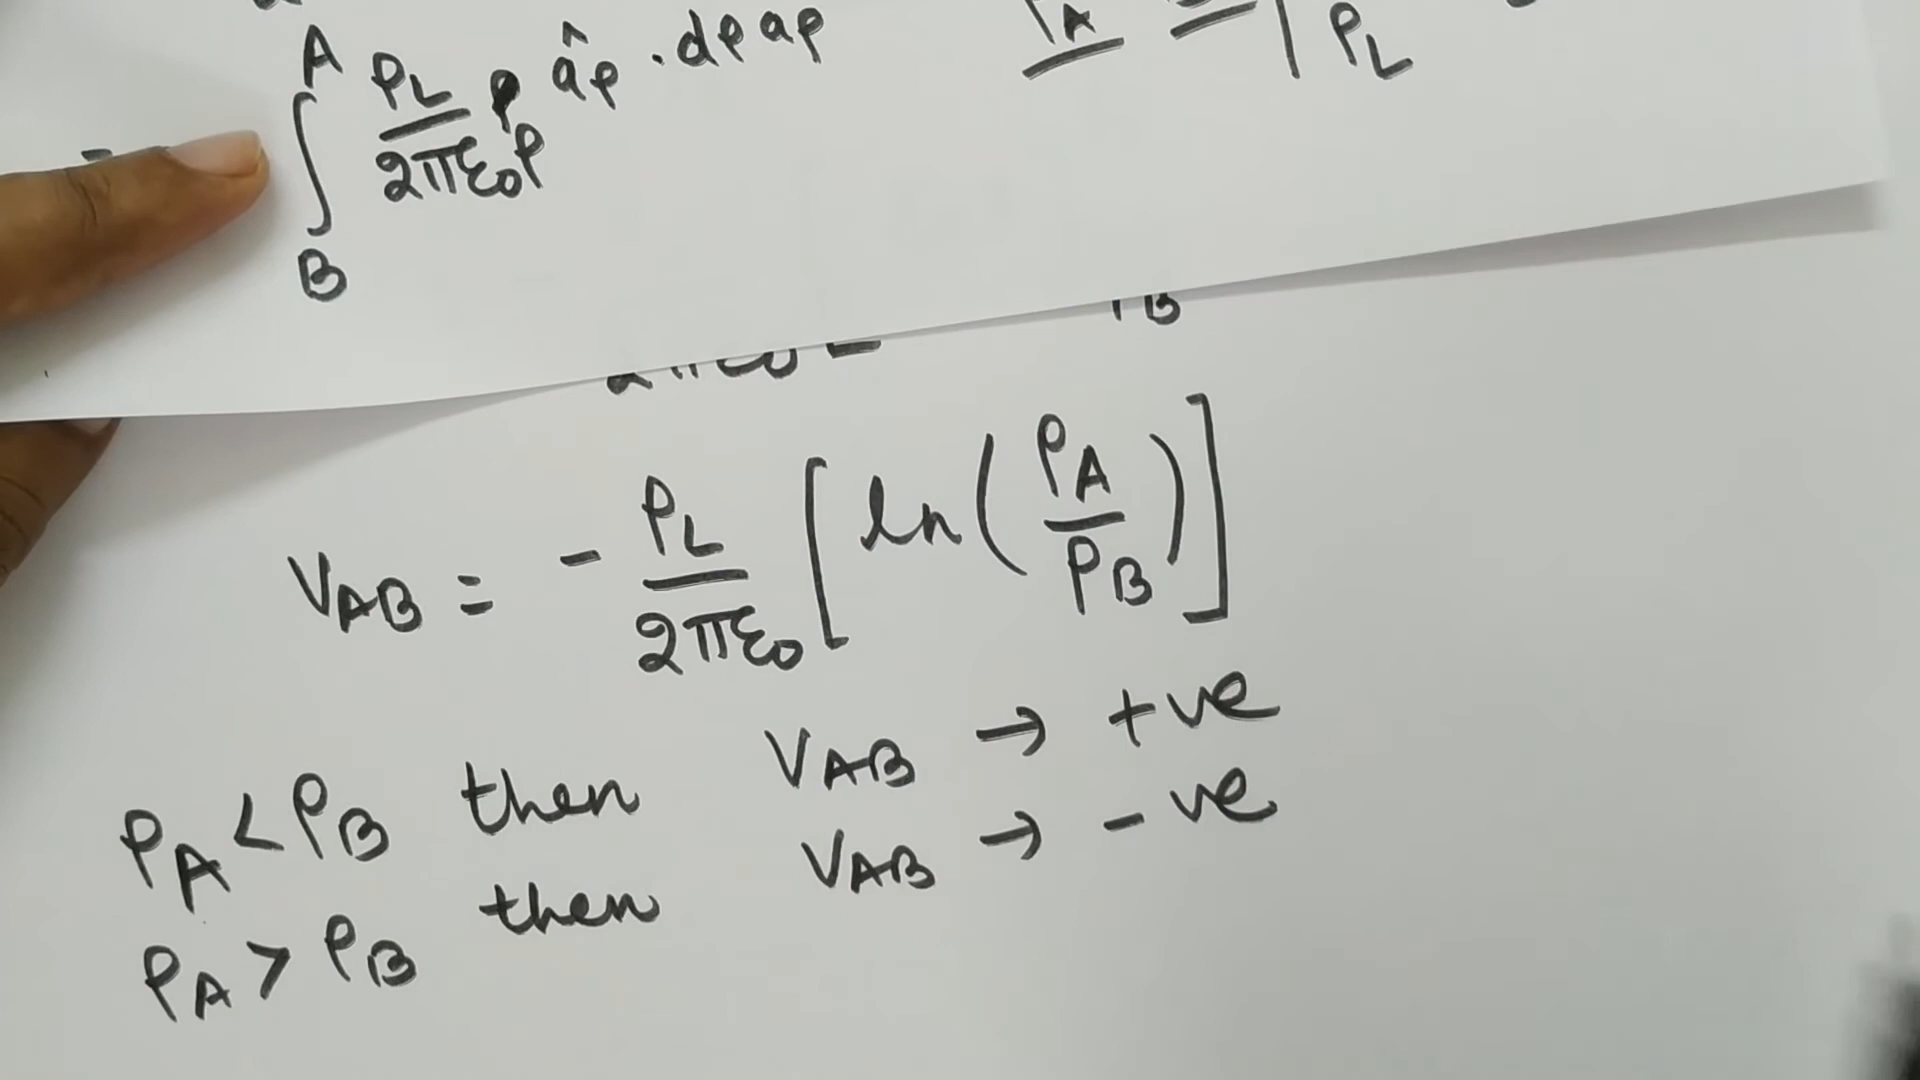 A
∫ ρL/2πε₀ρ âρ . dρ aρ
B
ρL
VAB = - ρL/2πε₀ [ln(ρA/ρB)]
ρA < ρB then VAB → +ve
ρA > ρB then VAB → -ve